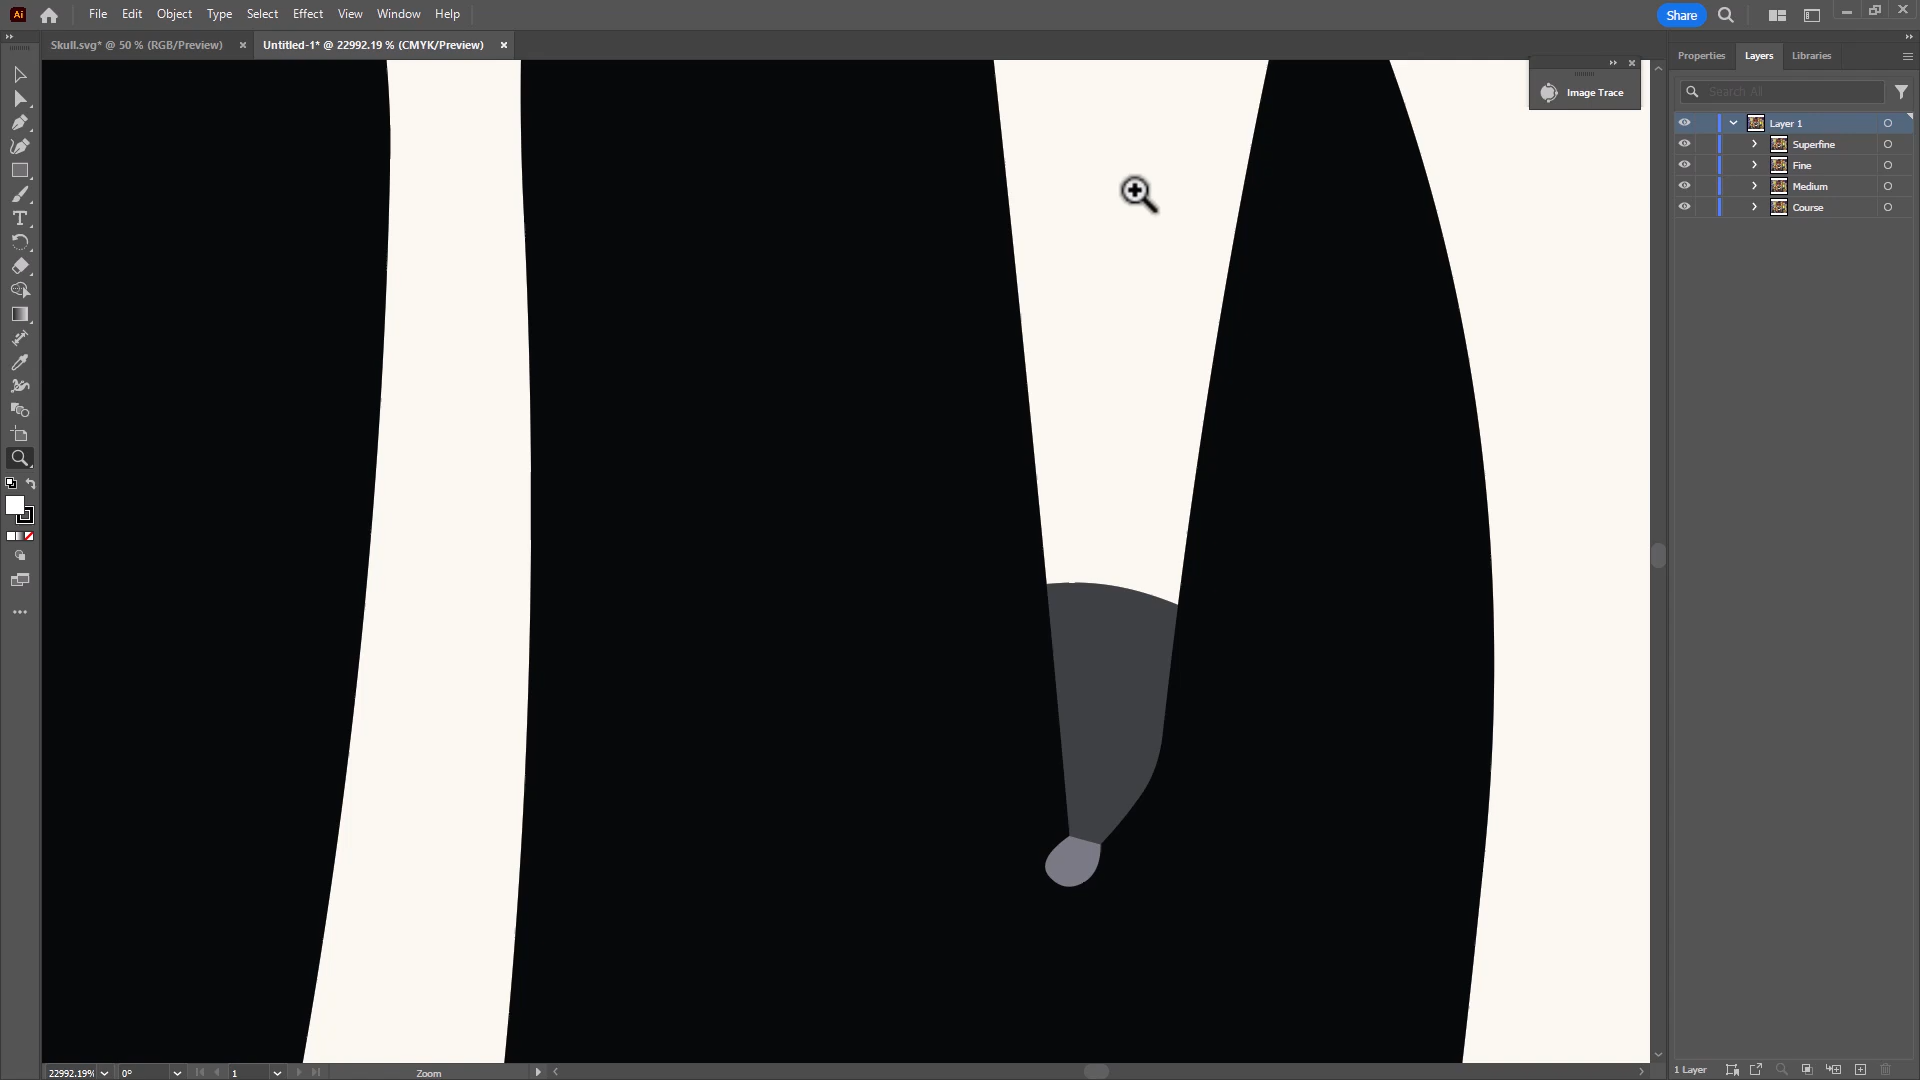 Ai File Edit Object Type Select Effect View Window Help Share
Skull.svg* @ 50 % (RGB/Preview) Untitled-1* @ 22992.19 % (CMYK/Preview)
Properties Layers Libraries
Search All
Image Trace
Layer 1
Superfine
Fine
Medium
Course
22992.19% 0° 1 Zoom
1 Layer